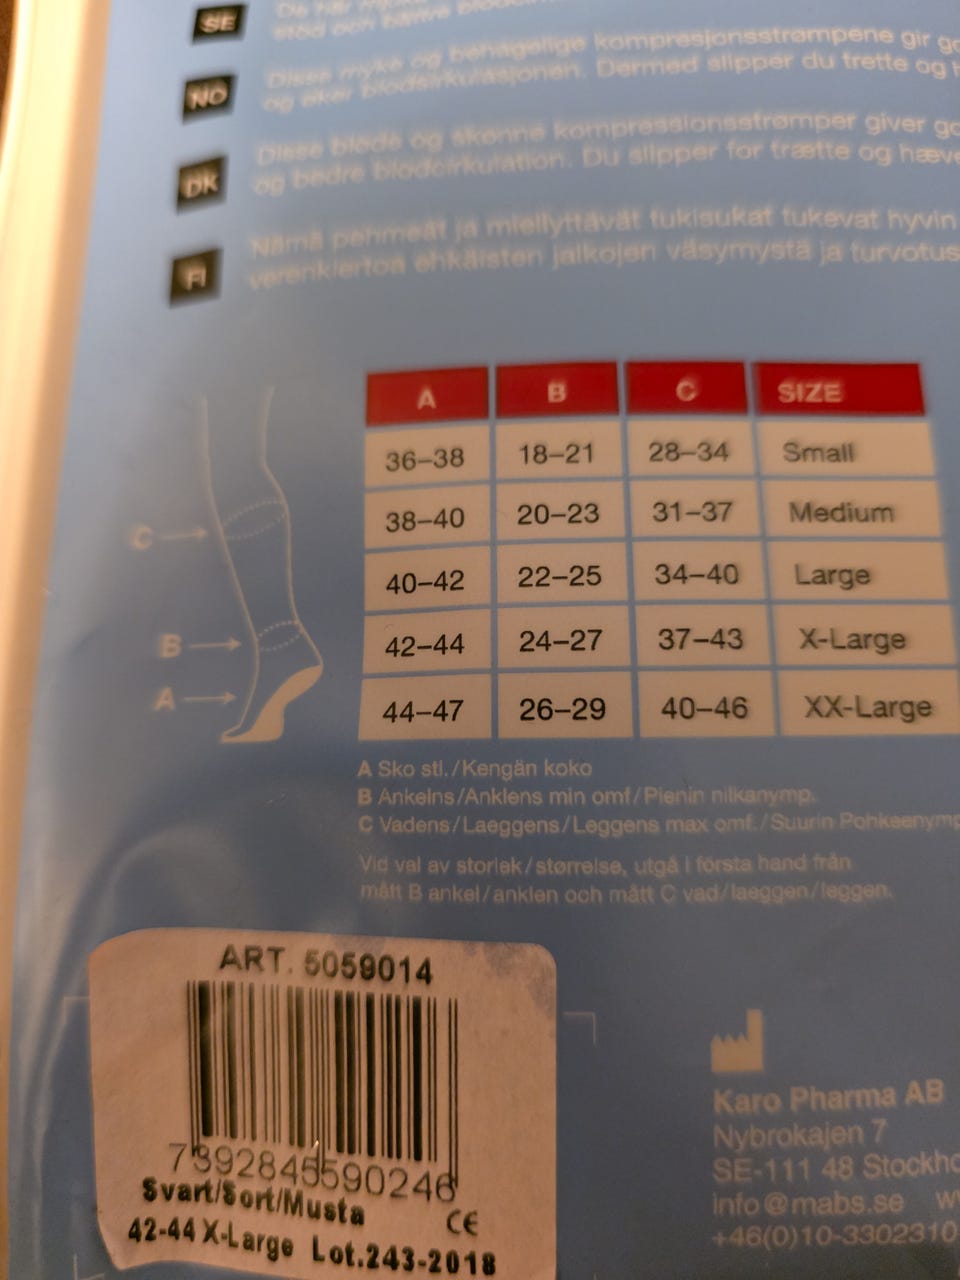 SE
stöd och bättre
NO
Disse myke og behagelige kompresjonsstrømpene gir
og øker blodsirkulasjonen. Dermed slipper du trette og
DK
Disse bløde og skønne kompressionsstrømper giver
og bedre blodcirkulation. Du slipper for trætte og
FI
Nämä pehmeät ja miellyttävät tukisukat tukevat hyvin
verenkiertoa ehkäisten jalkojen väsymystä ja
A B C SIZE
36–38 18–21 28–34 Small
38–40 20–23 31–37 Medium
40–42 22–25 34–40 Large
42–44 24–27 37–43 X-Large
44–47 26–29 40–46 XX-Large
C
B
A
A Sko stl./Kengän koko
B Ankelns/Anklens min omf/Pienin nilkanymp.
C Vadens/Laeggens/Leggens max omf./Suurin
Vid val av storlek/størrelse, utgå i första hand från
mått B ankel/anklen och mått C vad/laeggen/leggen.
ART. 5059014
7392845590246
Svart/Sort/Musta
CE
42-44 X-Large Lot.243-2018
Karo Pharma AB
Nybrokajen 7
SE-111 48
info@mabs.se
+46(0)10-3302310